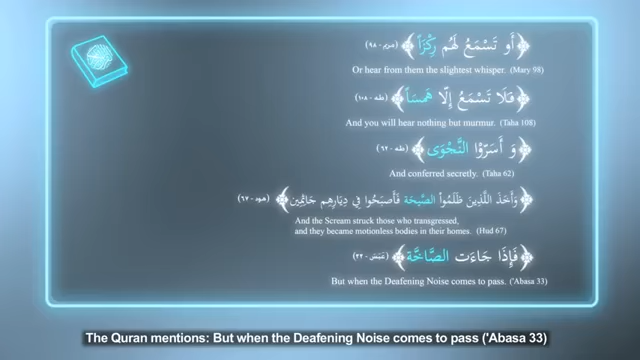 ﴿أَو تَسْمَعُ لَهُم رِكْزَاً﴾ (مریم - ٩٨)
Or hear from them the slightest whisper. (Mary 98)
﴿فَلَا تَسْمَعُ إِلَّا هَمْسَاً﴾ (طه - ١٠٨)
And you will hear nothing but murmur. (Taha 108)
﴿وَ أَسَرُّوْا النَّجْوَى﴾ (طه - ٦٢)
And conferred secretly. (Taha 62)
﴿وَأَخَذَ اللَّذِينَ ظَلَمُواْ الصَّيحَة فَأَصبَحُوا فِي دِيَارِهِم جَاثِمِين﴾ (هود - ٦٧)
And the Scream struck those who transgressed,
and they became motionless bodies in their homes. (Hud 67)
﴿فَإِذَا جَاءَت الصَّاخَّة﴾ (عبس - ٣٣)
But when the Deafening Noise comes to pass. ('Abasa 33)
The Quran mentions: But when the Deafening Noise comes to pass ('Abasa 33)